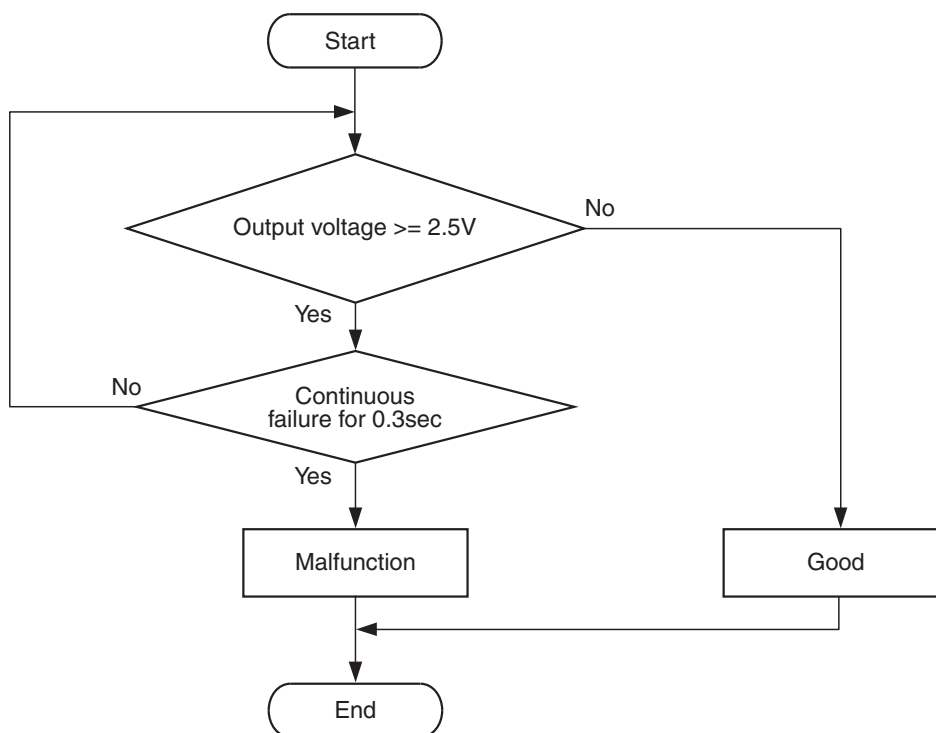 Start
Output voltage >= 2.5V
No
Yes
No
Continuous
failure for 0.3sec
Yes
Malfunction
Good
End